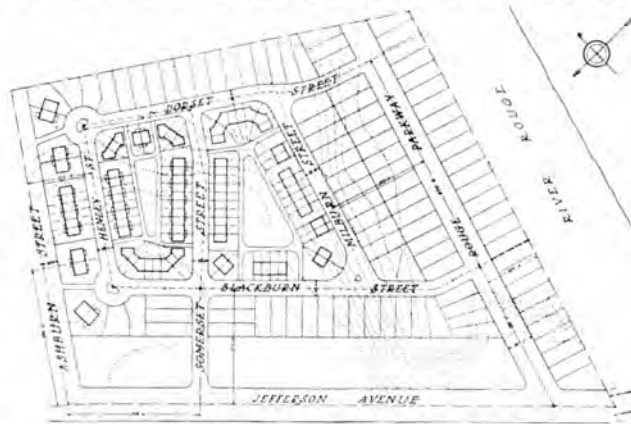 DORSET
STREET
PARKWAY
ROUGE
RIVER ROUGE
STREET
HENLEY ST
STREET
MILBURN
STREET
ASHBURN
SOMERSET
BLACKBURN STREET
JEFFERSON AVENUE